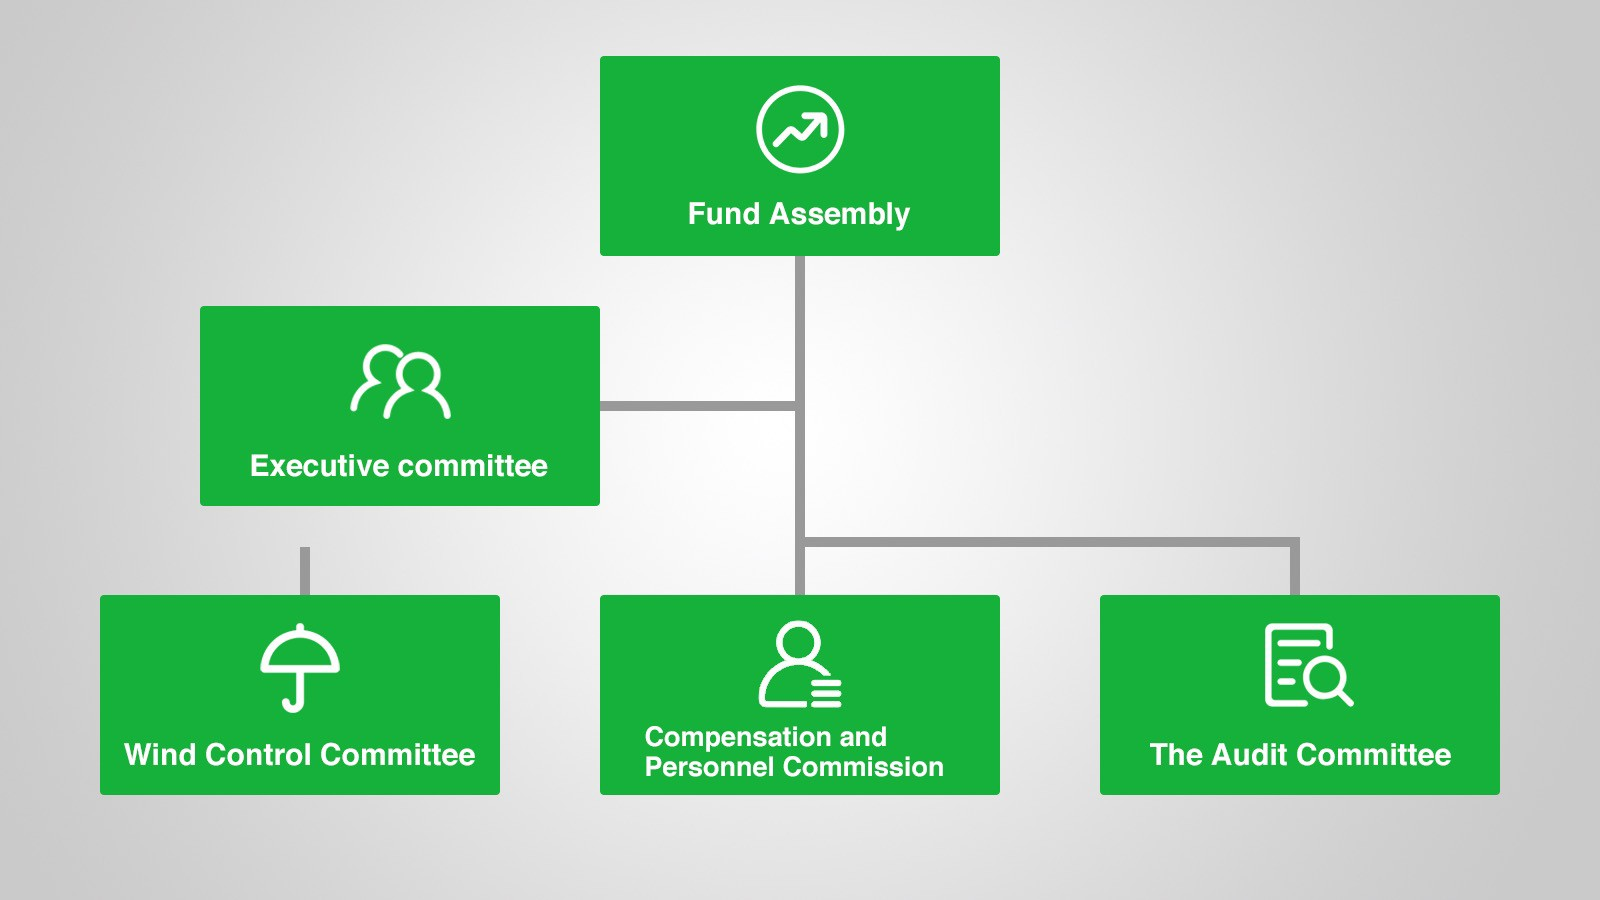 Fund Assembly
Executive committee
Wind Control Committee
Compensation and
Personnel Commission
The Audit Committee